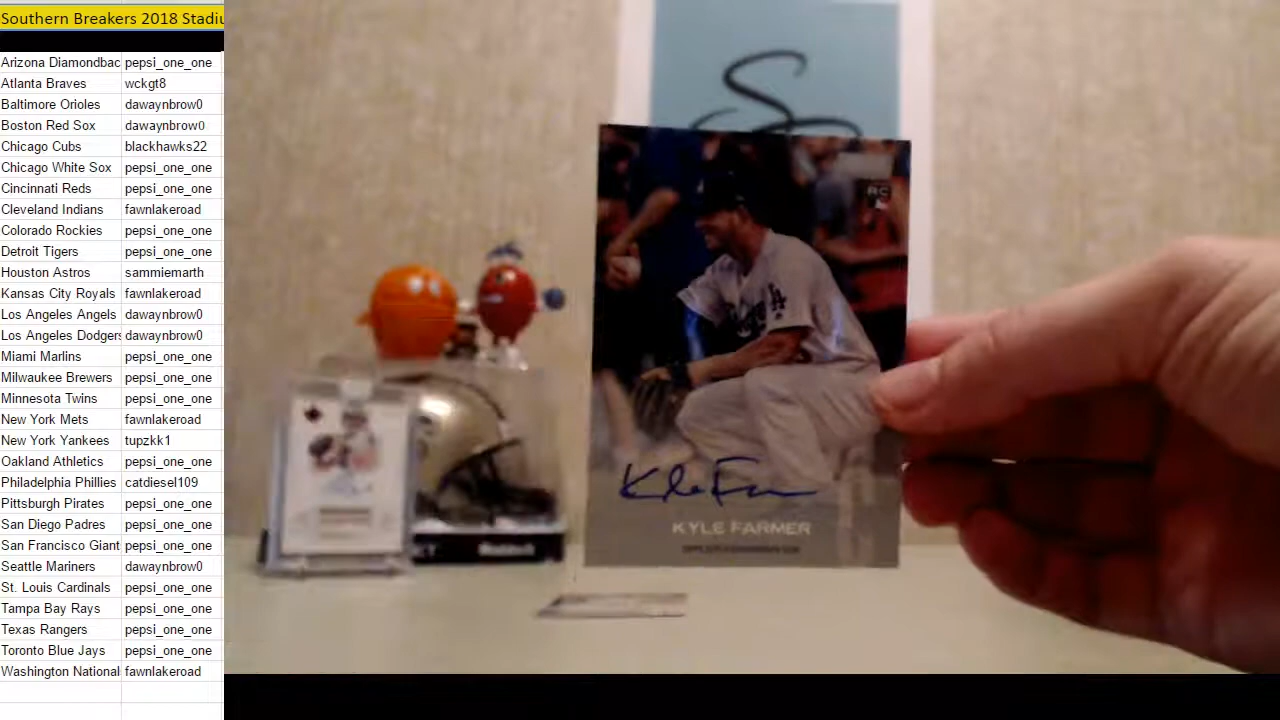 Southern Breakers 2018 Stadiu
Arizona Diamondbac pepsi_one_one
Atlanta Braves wckgt8
Baltimore Orioles dawaynbrow0
Boston Red Sox dawaynbrow0
Chicago Cubs blackhawks22
Chicago White Sox pepsi_one_one
Cincinnati Reds pepsi_one_one
Cleveland Indians fawnlakeroad
Colorado Rockies pepsi_one_one
Detroit Tigers pepsi_one_one
Houston Astros sammiemarth
Kansas City Royals fawnlakeroad
Los Angeles Angels dawaynbrow0
Los Angeles Dodgers dawaynbrow0
Miami Marlins pepsi_one_one
Milwaukee Brewers pepsi_one_one
Minnesota Twins pepsi_one_one
New York Mets fawnlakeroad
New York Yankees tupzkk1
Oakland Athletics pepsi_one_one
Philadelphia Phillies catdiesel109
Pittsburgh Pirates pepsi_one_one
San Diego Padres pepsi_one_one
San Francisco Giant pepsi_one_one
Seattle Mariners dawaynbrow0
St. Louis Cardinals pepsi_one_one
Tampa Bay Rays pepsi_one_one
Texas Rangers pepsi_one_one
Toronto Blue Jays pepsi_one_one
Washington National fawnlakeroad
RC
LA
Kyle Farmer
KYLE FARMER
Riddell